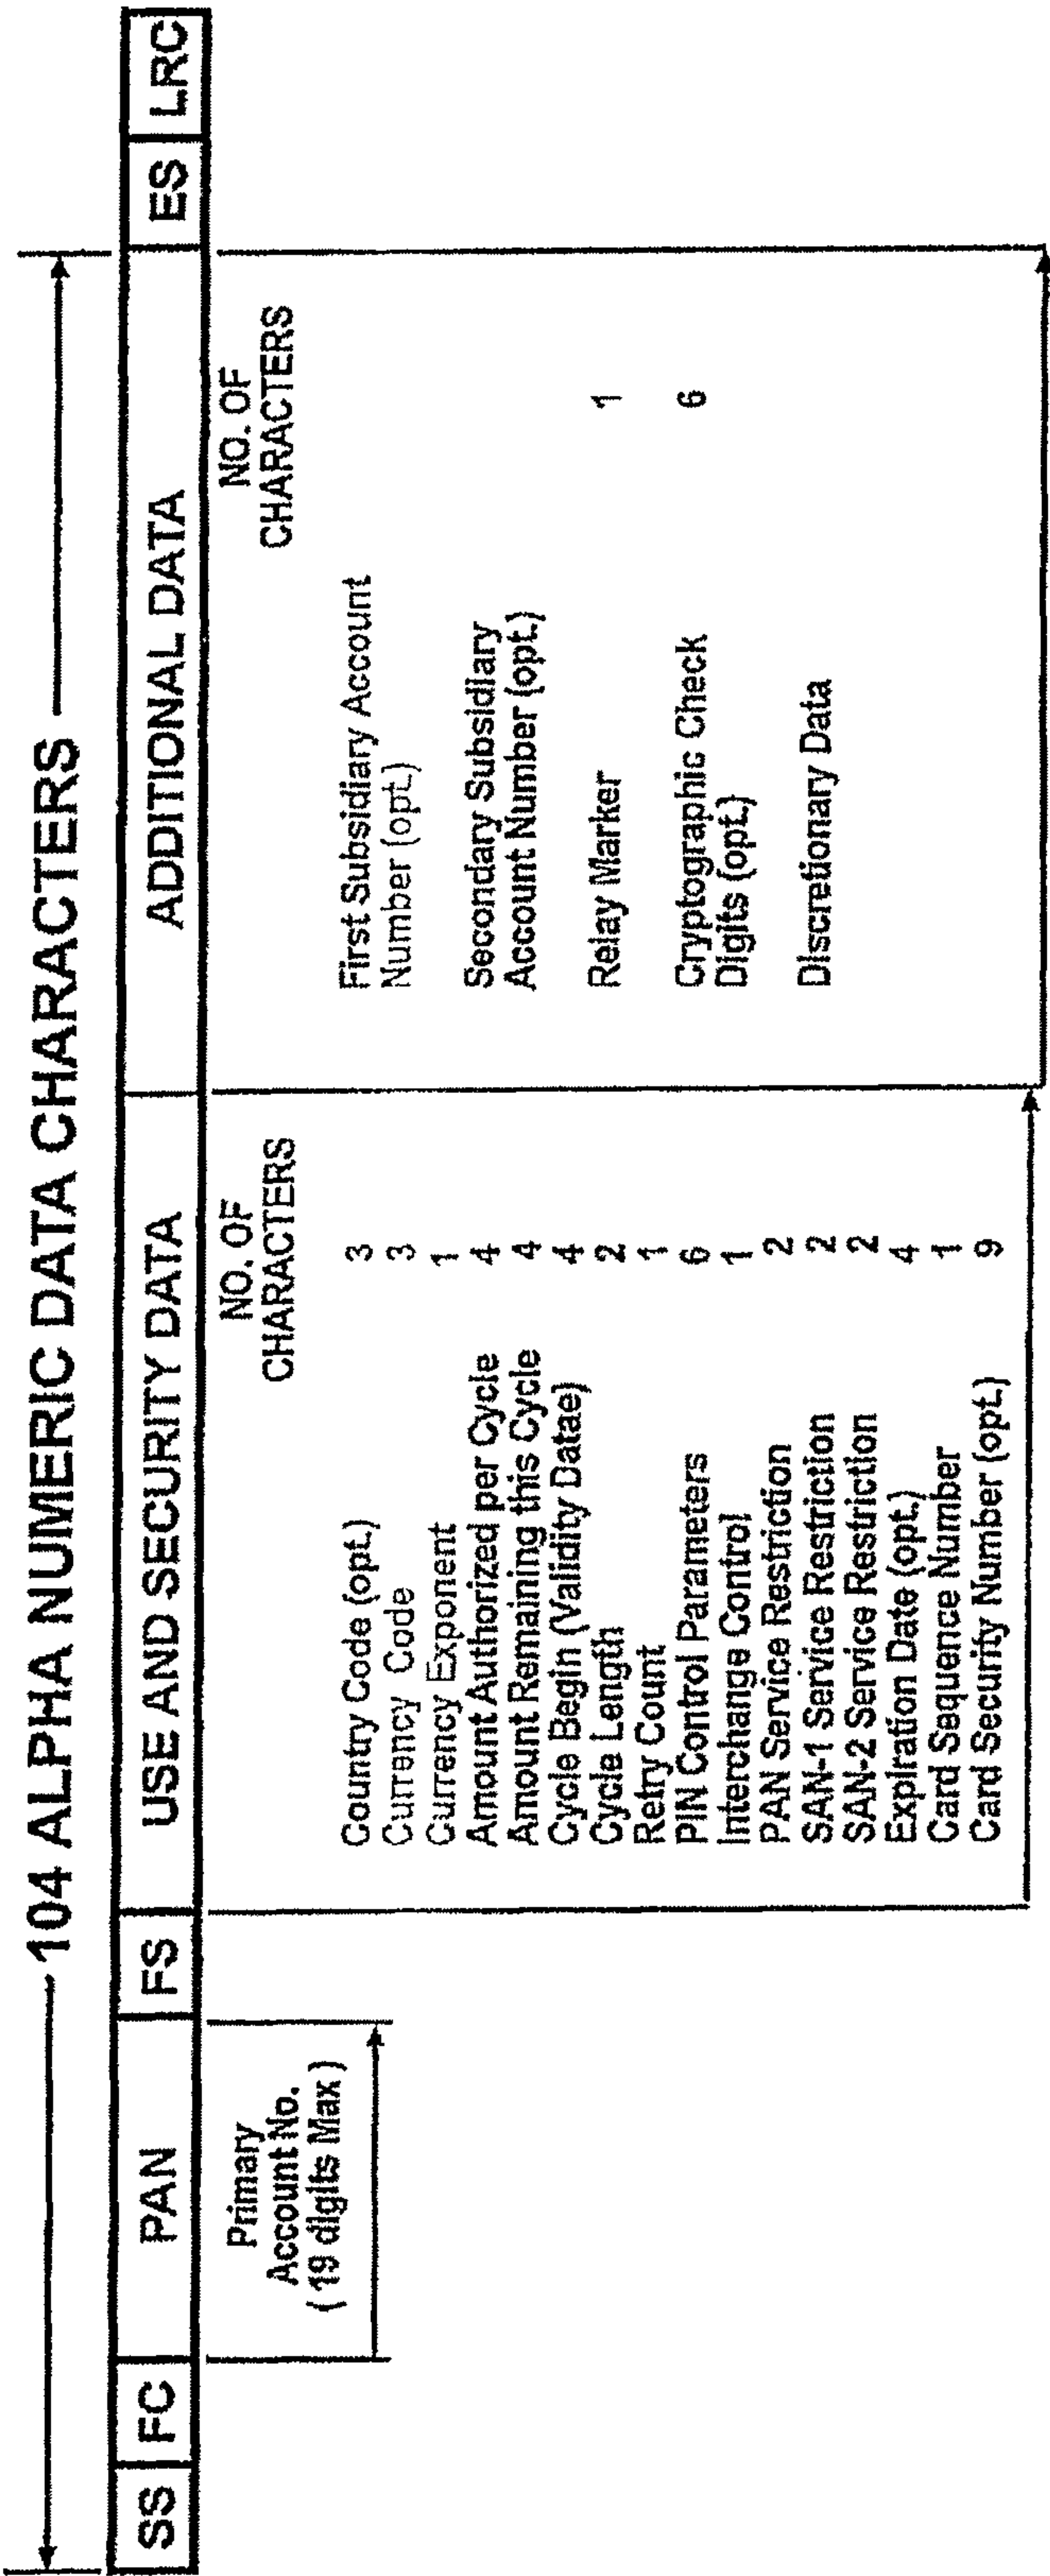 104 ALPHA NUMERIC DATA CHARACTERS
SS FC PAN FS USE AND SECURITY DATA ADDITIONAL DATA ES LRC
Primary
Account No.
( 19 digits Max )
NO. OF
CHARACTERS
Country Code (opt.) 3
Currency Code 3
Currency Exponent 1
Amount Authorized per Cycle 4
Amount Remaining this Cycle 4
Cycle Begin (Validity Datae) 4
Cycle Length 2
Retry Count 1
PIN Control Parameters 6
Interchange Control 1
PAN Service Restriction 2
SAN-1 Service Restriction 2
SAN-2 Service Restriction 2
Expiration Date (opt.) 4
Card Sequence Number 1
Card Security Number (opt.) 9
NO. OF
CHARACTERS
First Subsidiary Account
Number (opt.)
Secondary Subsidiary
Account Number (opt.)
Relay Marker 1
Cryptographic Check 6
Digits (opt.)
Discretionary Data